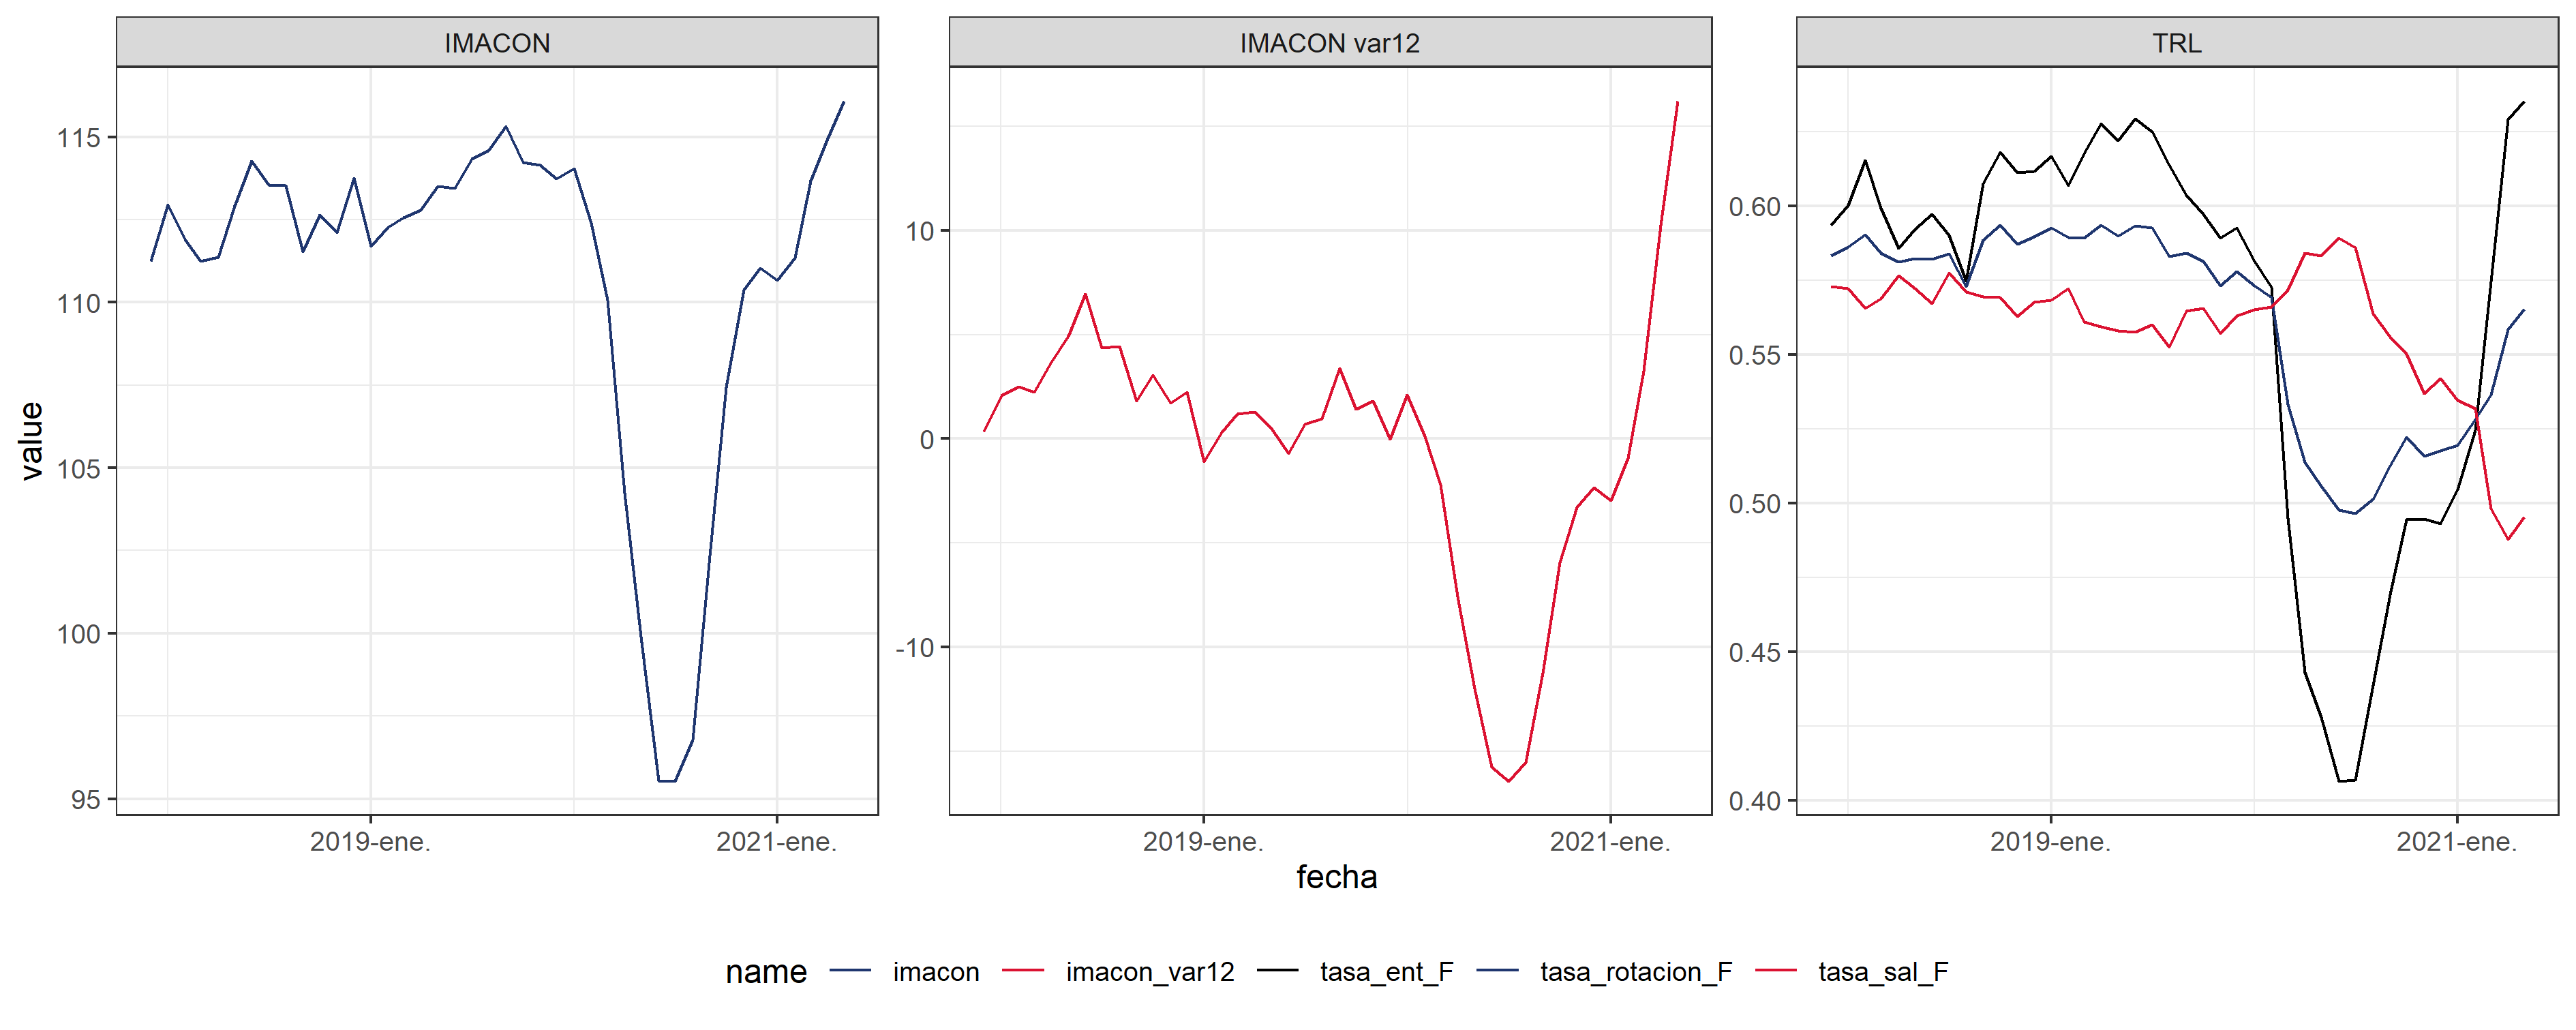 IMACON
IMACON var12
TRL
value
115
110
105
100
95
10
0
-10
0.60
0.55
0.50
0.45
0.40
2019-ene.
2021-ene.
2019-ene.
2021-ene.
2019-ene.
2021-ene.
fecha
name imacon imacon_var12 tasa_ent_F tasa_rotacion_F tasa_sal_F